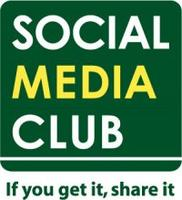 SOCIAL
MEDIA
CLUB
If you get it, share it